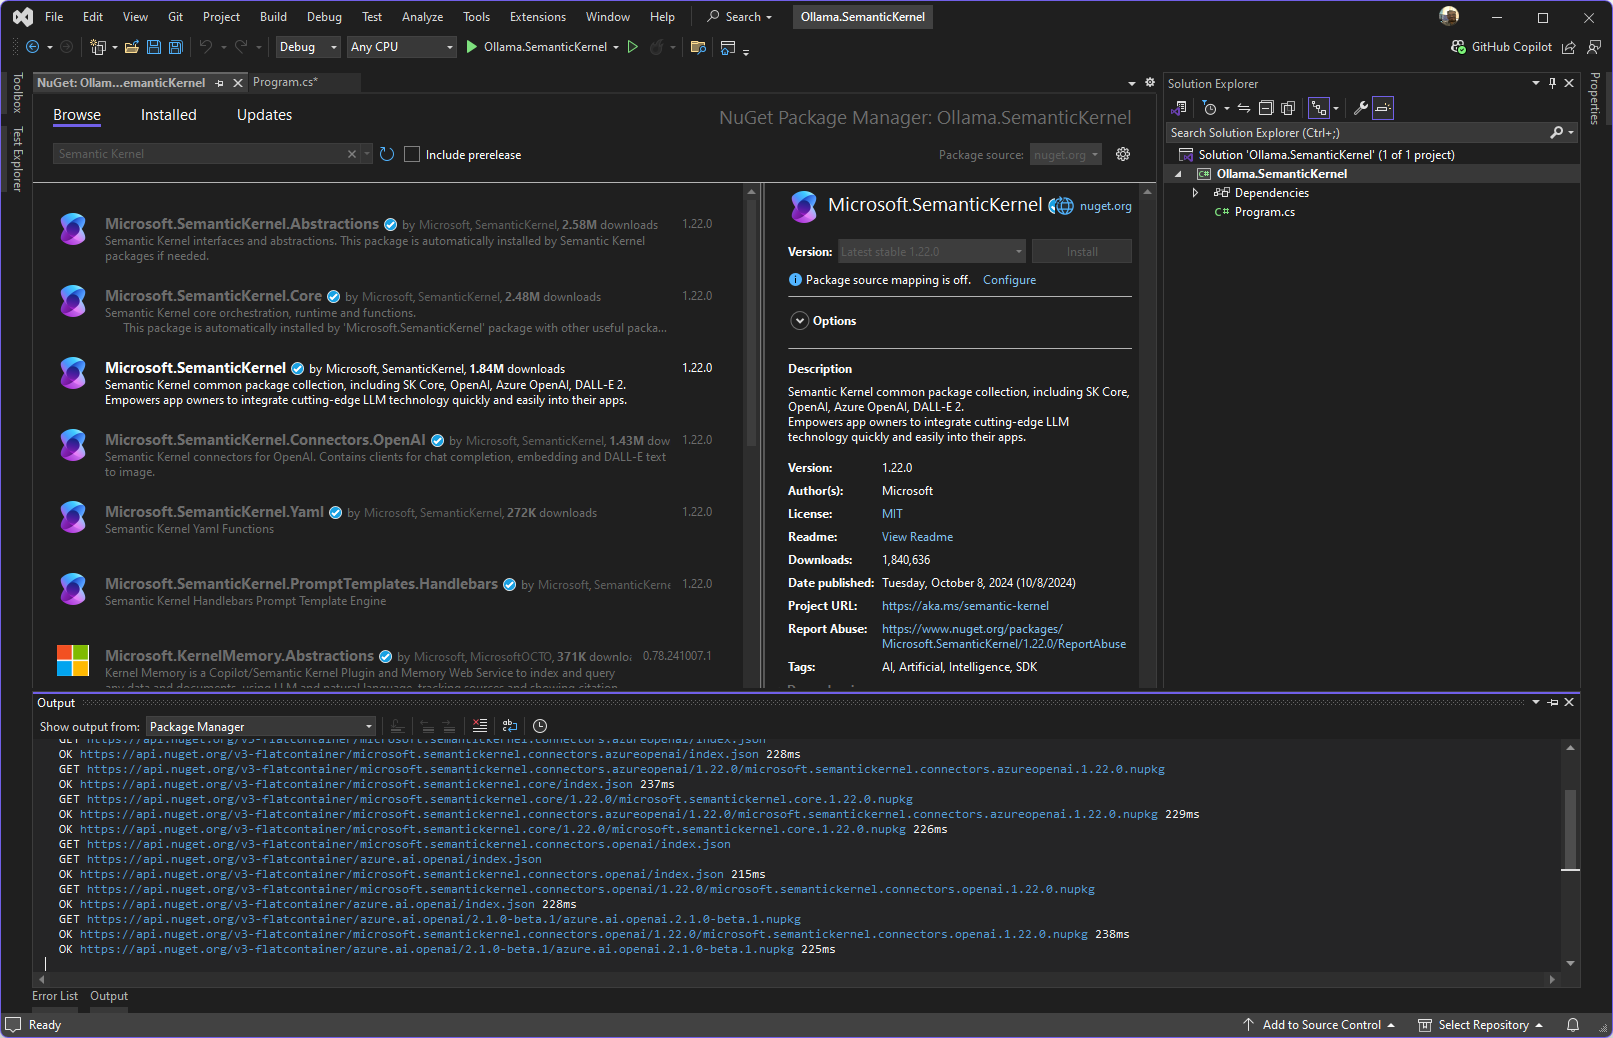 File Edit View Git Project Build Debug Test Analyze Tools Extensions Window Help Search Ollama.SemanticKernel
Debug Any CPU Ollama.SemanticKernel GitHub Copilot
Toolbox
Test Explorer
NuGet: Ollam...emanticKernel Program.cs*
Browse Installed Updates NuGet Package Manager: Ollama.SemanticKernel
Semantic Kernel Include prerelease Package source: nuget.org
Microsoft.SemanticKernel.Abstractions by Microsoft, SemanticKernel, 2.58M downloads 1.22.0
Semantic Kernel interfaces and abstractions. This package is automatically installed by Semantic Kernel
packages if needed.
Microsoft.SemanticKernel.Core by Microsoft, SemanticKernel, 2.48M downloads 1.22.0
Semantic Kernel core orchestration, runtime and functions.
This package is automatically installed by 'Microsoft.SemanticKernel' package with other useful packa...
Microsoft.SemanticKernel by Microsoft, SemanticKernel, 1.84M downloads 1.22.0
Semantic Kernel common package collection, including SK Core, OpenAI, Azure OpenAI, DALL-E 2.
Empowers app owners to integrate cutting-edge LLM technology quickly and easily into their apps.
Microsoft.SemanticKernel.Connectors.OpenAI by Microsoft, SemanticKernel, 1.43M dow 1.22.0
Semantic Kernel connectors for OpenAI. Contains clients for chat completion, embedding and DALL-E text
to image.
Microsoft.SemanticKernel.Yaml by Microsoft, SemanticKernel, 272K downloads 1.22.0
Semantic Kernel Yaml Functions
Microsoft.SemanticKernel.PromptTemplates.Handlebars by Microsoft, SemanticKerne 1.22.0
Semantic Kernel Handlebars Prompt Template Engine
Microsoft.KernelMemory.Abstractions by Microsoft, MicrosoftOCTO, 371K downloa 0.78.241007.1
Kernel Memory is a Copilot/Semantic Kernel Plugin and Memory Web Service to index and query
any data and documents, using LLM and natural language, tracking sources and showing citation
Microsoft.SemanticKernel nuget.org
Version: Latest stable 1.22.0 Install
Package source mapping is off. Configure
Options
Description
Semantic Kernel common package collection, including SK Core,
OpenAI, Azure OpenAI, DALL-E 2.
Empowers app owners to integrate cutting-edge LLM
technology quickly and easily into their apps.
Version: 1.22.0
Author(s): Microsoft
License: MIT
Readme: View Readme
Downloads: 1,840,636
Date published: Tuesday, October 8, 2024 (10/8/2024)
Project URL: https://aka.ms/semantic-kernel
Report Abuse: https://www.nuget.org/packages/
Microsoft.SemanticKernel/1.22.0/ReportAbuse
Tags: AI, Artificial, Intelligence, SDK
Solution Explorer
Search Solution Explorer (Ctrl+;)
Solution 'Ollama.SemanticKernel' (1 of 1 project)
C# Ollama.SemanticKernel
Dependencies
C# Program.cs
Properties
Output
Show output from: Package Manager
GET https://api.nuget.org/v3-flatcontainer/microsoft.semantickernel.connectors.azureopenai/index.json
OK https://api.nuget.org/v3-flatcontainer/microsoft.semantickernel.connectors.azureopenai/index.json 228ms
GET https://api.nuget.org/v3-flatcontainer/microsoft.semantickernel.connectors.azureopenai/1.22.0/microsoft.semantickernel.connectors.azureopenai.1.22.0.nupkg
OK https://api.nuget.org/v3-flatcontainer/microsoft.semantickernel.core/index.json 237ms
GET https://api.nuget.org/v3-flatcontainer/microsoft.semantickernel.core/1.22.0/microsoft.semantickernel.core.1.22.0.nupkg
OK https://api.nuget.org/v3-flatcontainer/microsoft.semantickernel.connectors.azureopenai/1.22.0/microsoft.semantickernel.connectors.azureopenai.1.22.0.nupkg 229ms
OK https://api.nuget.org/v3-flatcontainer/microsoft.semantickernel.core/1.22.0/microsoft.semantickernel.core.1.22.0.nupkg 226ms
GET https://api.nuget.org/v3-flatcontainer/microsoft.semantickernel.connectors.openai/index.json
GET https://api.nuget.org/v3-flatcontainer/azure.ai.openai/index.json
OK https://api.nuget.org/v3-flatcontainer/microsoft.semantickernel.connectors.openai/index.json 215ms
GET https://api.nuget.org/v3-flatcontainer/microsoft.semantickernel.connectors.openai/1.22.0/microsoft.semantickernel.connectors.openai.1.22.0.nupkg
OK https://api.nuget.org/v3-flatcontainer/azure.ai.openai/index.json 228ms
GET https://api.nuget.org/v3-flatcontainer/azure.ai.openai/2.1.0-beta.1/azure.ai.openai.2.1.0-beta.1.nupkg
OK https://api.nuget.org/v3-flatcontainer/microsoft.semantickernel.connectors.openai/1.22.0/microsoft.semantickernel.connectors.openai.1.22.0.nupkg 238ms
OK https://api.nuget.org/v3-flatcontainer/azure.ai.openai/2.1.0-beta.1/azure.ai.openai.2.1.0-beta.1.nupkg 225ms
Error List Output
Ready Add to Source Control Select Repository